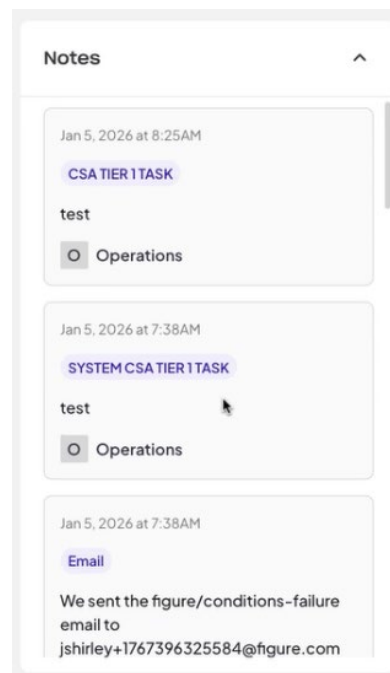 Notes
Jan 5, 2026 at 8:25AM
CSA TIER 1 TASK
test
O Operations
Jan 5, 2026 at 7:38AM
SYSTEM CSA TIER 1 TASK
test
O Operations
Jan 5, 2026 at 7:38AM
Email
We sent the figure/conditions-failure
email to
jshirley+1767396325584@figure.com